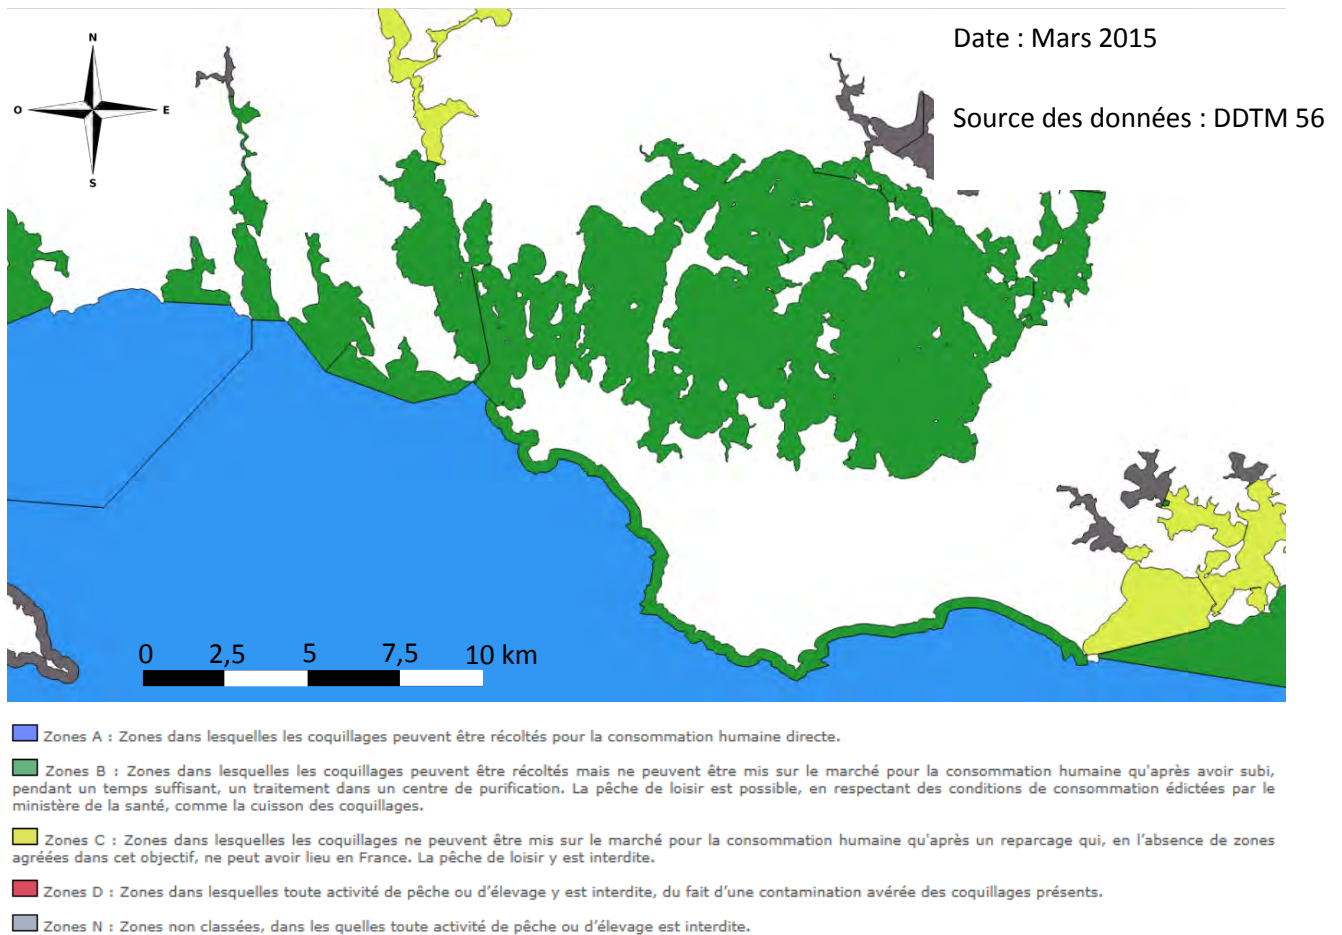 N
O
E
S
Date : Mars 2015
Source des données : DDTM 56
0 2,5 5 7,5 10 km
Zones A : Zones dans lesquelles les coquillages peuvent être récoltés pour la consommation humaine directe.
Zones B : Zones dans lesquelles les coquillages peuvent être récoltés mais ne peuvent être mis sur le marché pour la consommation humaine qu'après avoir subi,
pendant un temps suffisant, un traitement dans un centre de purification. La pêche de loisir est possible, en respectant des conditions de consommation édictées par le
ministère de la santé, comme la cuisson des coquillages.
Zones C : Zones dans lesquelles les coquillages ne peuvent être mis sur le marché pour la consommation humaine qu'après un reparcage qui, en l'absence de zones
agréées dans cet objectif, ne peut avoir lieu en France. La pêche de loisir y est interdite.
Zones D : Zones dans lesquelles toute activité de pêche ou d'élevage y est interdite, du fait d'une contamination avérée des coquillages présents.
Zones N : Zones non classées, dans les quelles toute activité de pêche ou d'élevage est interdite.